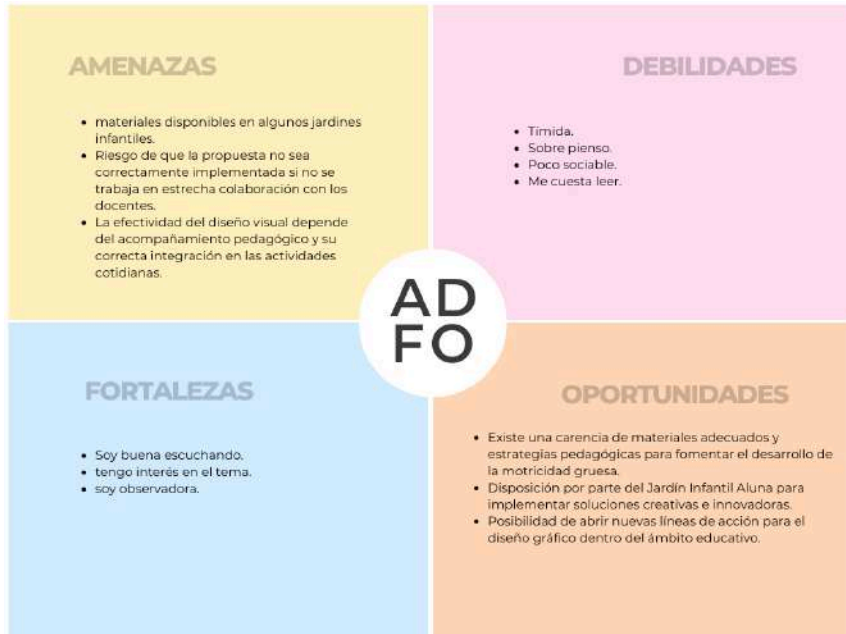 AMENAZAS
• materiales disponibles en algunos jardines
infantiles.
• Riesgo de que la propuesta no sea
correctamente implementada si no se
trabaja en estrecha colaboración con los
docentes.
• La efectividad del diseño visual depende
del acompañamiento pedagógico y su
correcta integración en las actividades
cotidianas.
DEBILIDADES
• Tímida.
• Sobre pienso.
• Poco sociable.
• Me cuesta leer.
AD
FO
FORTALEZAS
• Soy buena escuchando.
• tengo interés en el tema.
• soy observadora.
OPORTUNIDADES
• Existe una carencia de materiales adecuados y
estrategias pedagógicas para fomentar el desarrollo de
la motricidad gruesa.
• Disposición por parte del Jardín Infantil Aluna para
implementar soluciones creativas e innovadoras.
• Posibilidad de abrir nuevas líneas de acción para el
diseño gráfico dentro del ámbito educativo.